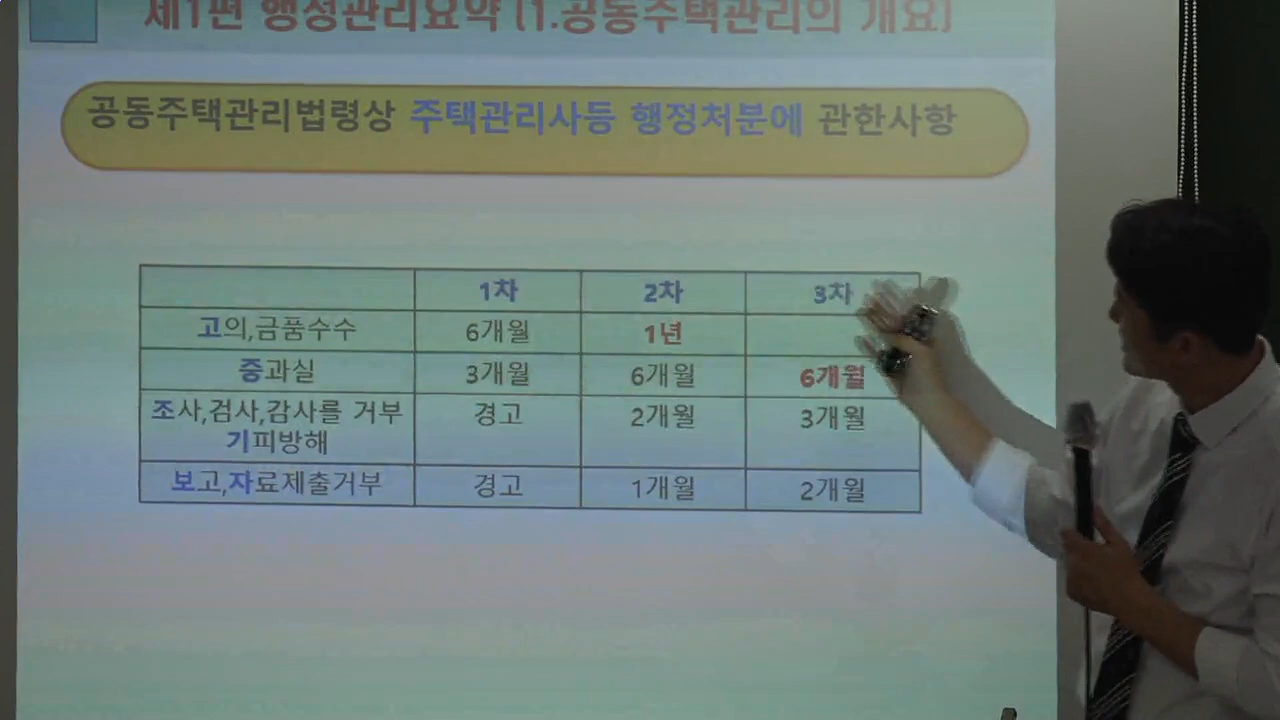 제1편 행정관리요약 [1.공동주택관리의 개요]
공동주택관리법령상 주택관리사등 행정처분에 관한사항
1차 2차 3차
고의,금품수수 6개월 1년
중과실 3개월 6개월 6개월
조사,검사,감사를 거부 경고 2개월 3개월
기피방해
보고,자료제출거부 경고 1개월 2개월